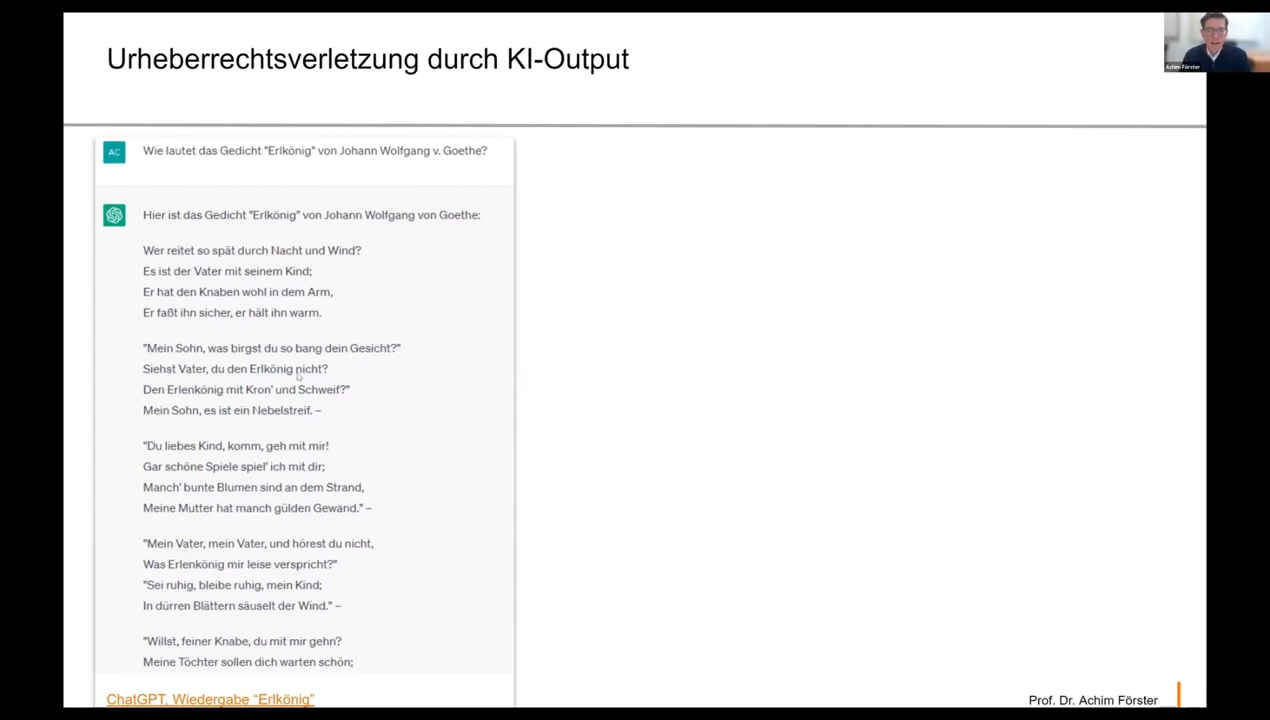 Urheberrechtsverletzung durch KI-Output
Achim Förster
AC
Wie lautet das Gedicht "Erlkönig" von Johann Wolfgang v. Goethe?
Hier ist das Gedicht "Erlkönig" von Johann Wolfgang von Goethe:
Wer reitet so spät durch Nacht und Wind?
Es ist der Vater mit seinem Kind;
Er hat den Knaben wohl in dem Arm,
Er faßt ihn sicher, er hält ihn warm.
"Mein Sohn, was birgst du so bang dein Gesicht?"
Siehst Vater, du den Erlkönig nicht?
Den Erlenkönig mit Kron' und Schweif?"
Mein Sohn, es ist ein Nebelstreif. –
"Du liebes Kind, komm, geh mit mir!
Gar schöne Spiele spiel' ich mit dir;
Manch' bunte Blumen sind an dem Strand,
Meine Mutter hat manch gülden Gewand." –
"Mein Vater, mein Vater, und hörest du nicht,
Was Erlenkönig mir leise verspricht?"
"Sei ruhig, bleibe ruhig, mein Kind;
In dürren Blättern säuselt der Wind." –
"Willst, feiner Knabe, du mit mir gehn?
Meine Töchter sollen dich warten schön;
ChatGPT, Wiedergabe “Erlkönig”
Prof. Dr. Achim Förster